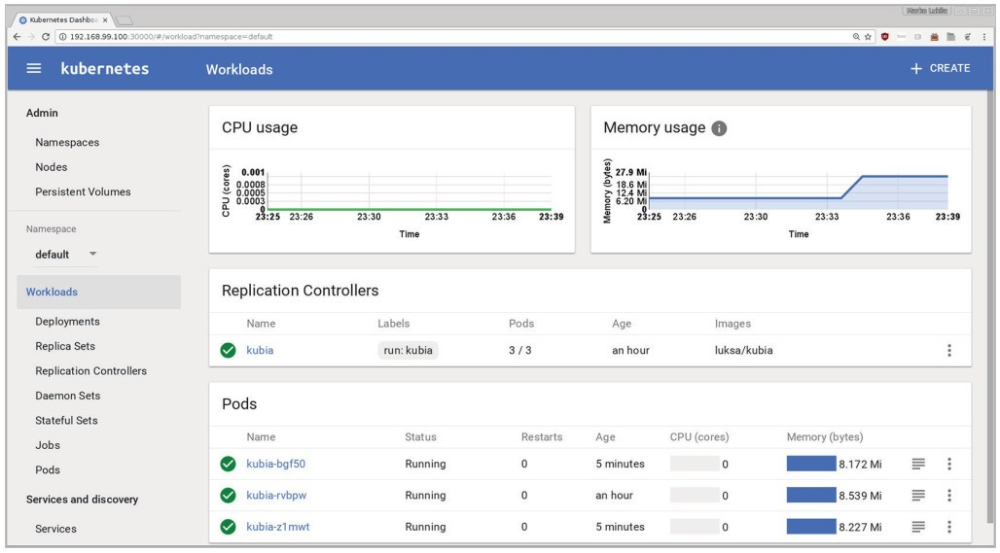 Marko Lukša
Kubernetes Dashboa
192.168.99.100:30000/#/workload?namespace=default
kubernetes
Workloads
+ CREATE
Admin
Namespaces
Nodes
Persistent Volumes
Namespace
default
Workloads
Deployments
Replica Sets
Replication Controllers
Daemon Sets
Stateful Sets
Jobs
Pods
Services and discovery
Services
CPU usage
CPU (cores)
0.001
0.0008
0.0005
0.0003
0
23:25 23:26 23:30 23:33 23:36 23:39
Time
Memory usage
Memory (bytes)
27.9 Mi
18.6 Mi
12.4 Mi
6.20 Mi
0
23:25 23:26 23:30 23:33 23:36 23:39
Time
Replication Controllers
Name Labels Pods Age Images
kubia run: kubia 3 / 3 an hour luksa/kubia
Pods
Name Status Restarts Age CPU (cores) Memory (bytes)
kubia-bgf50 Running 0 5 minutes 0 8.172 Mi
kubia-rvbpw Running 0 an hour 0 8.539 Mi
kubia-z1mwt Running 0 5 minutes 0 8.227 Mi